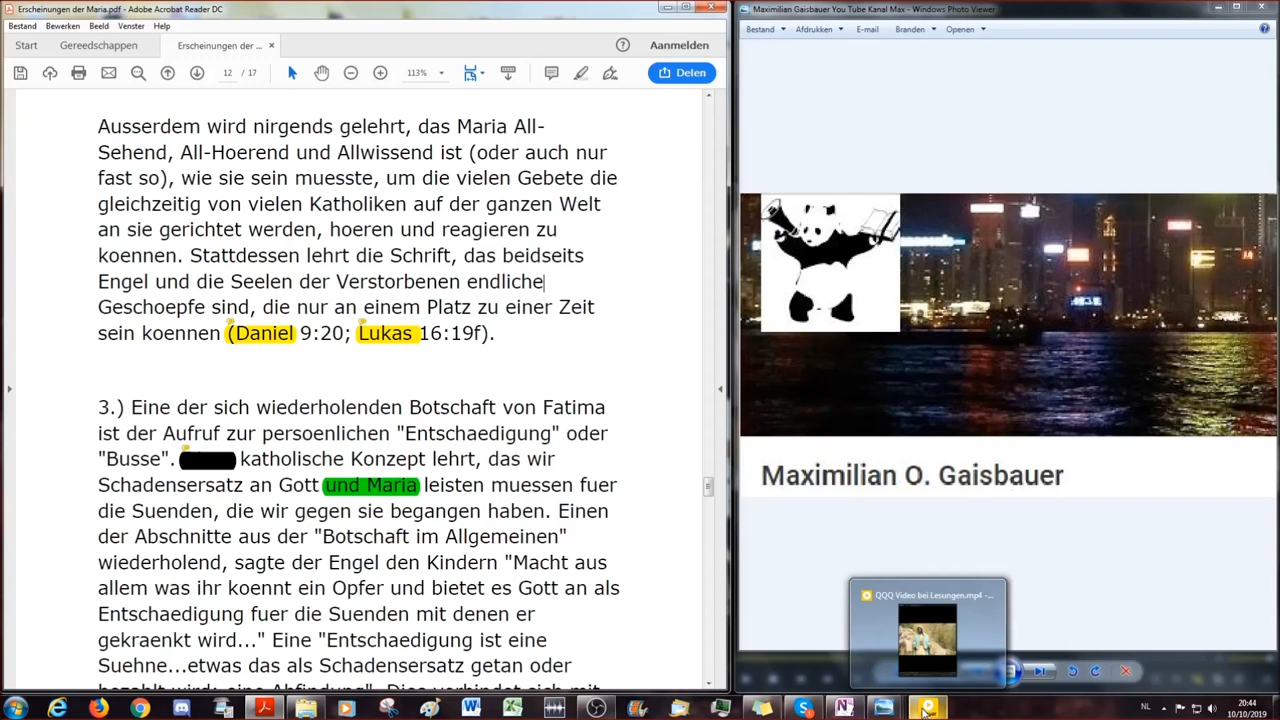 Erscheinungen der Maria.pdf - Adobe Acrobat Reader DC
Bestand Bewerken Beeld Venster Help
Start Gereedschappen Erscheinungen der ... × Aanmelden
12 / 17 113% Delen
Ausserdem wird nirgends gelehrt, das Maria All-
Sehend, All-Hoerend und Allwissend ist (oder auch nur
fast so), wie sie sein muesste, um die vielen Gebete die
gleichzeitig von vielen Katholiken auf der ganzen Welt
an sie gerichtet werden, hoeren und reagieren zu
koennen. Stattdessen lehrt die Schrift, das beidseits
Engel und die Seelen der Verstorbenen endliche
Geschoepfe sind, die nur an einem Platz zu einer Zeit
sein koennen (Daniel 9:20; Lukas 16:19f).
3.) Eine der sich wiederholenden Botschaft von Fatima
ist der Aufruf zur persoenlichen "Entschaedigung" oder
"Busse". katholische Konzept lehrt, das wir
Schadensersatz an Gott und Maria leisten muessen fuer
die Suenden, die wir gegen sie begangen haben. Einen
der Abschnitte aus der "Botschaft im Allgemeinen"
wiederholend, sagte der Engel den Kindern "Macht aus
allem was ihr koennt ein Opfer und bietet es Gott an als
Entschaedigung fuer die Suenden mit denen er
gekraenkt wird..." Eine "Entschaedigung ist eine
Suehne...etwas das als Schadensersatz getan oder
bezahlt wird; eine Abfindung". Dies verbindet sich mit
Maximilian Gaisbauer You Tube Kanal Max - Windows Photo Viewer
Bestand Afdrukken E-mail Branden Openen
Maximilian O. Gaisbauer
QQQ Video bei Lesungen.mp4 -...
NL 20:44
10/10/2019